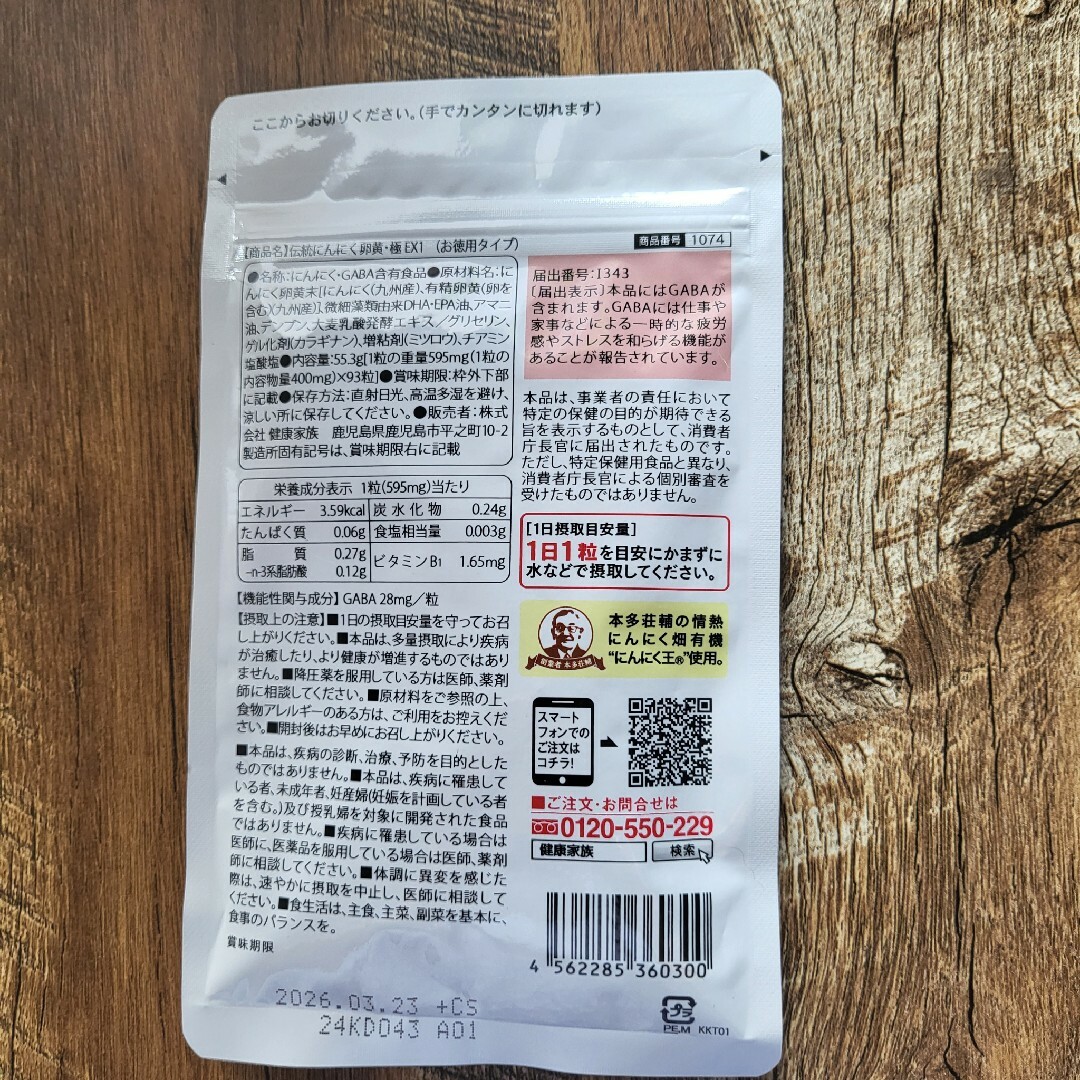 ここからお切りください。(手でカンタンに切れます)
【商品名】伝統にんにく卵黄・極EX1 (お徳用タイプ)
商品番号 1074
●名称:にんにく・GABA含有食品●原材料名:に
んにく卵黄末[にんにく(九州産)、有精卵黄(卵を
含む)(九州産)]、微細藻類由来DHA・EPA油、アマニ
油、デンプン、大麦乳酸発酵エキス/グリセリン、
ゲル化剤(カラギナン)、増粘剤(ミツロウ)、チアミン
塩酸塩●内容量:55.3g[1粒の重量595mg(1粒の
内容物量400mg)×93粒]●賞味期限:枠外下部
に記載●保存方法:直射日光、高温多湿を避け、
涼しい所に保存してください。●販売者:株式
会社 健康家族 鹿児島県鹿児島市平之町10-2
製造所固有記号は、賞味期限右に記載
届出番号:I343
〔届出表示〕本品にはGABAが
含まれます。GABAには仕事や
家事などによる一時的な疲労
感やストレスを和らげる機能が
あることが報告されています。
本品は、事業者の責任において
特定の保健の目的が期待できる
旨を表示するものとして、消費者
庁長官に届出されたものです。
ただし、特定保健用食品と異なり、
消費者庁長官による個別審査を
受けたものではありません。
栄養成分表示 1粒(595mg)当たり
エネルギー 3.59kcal 炭水化物 0.24g
たんぱく質 0.06g 食塩相当量 0.003g
脂質 0.27g
-n-3系脂肪酸 0.12g ビタミンB1 1.65mg
【機能性関与成分】GABA 28mg/粒
【摂取上の注意】■1日の摂取目安量を守ってお召
し上がりください。■本品は、多量摂取により疾病
が治癒したり、より健康が増進するものではありま
せん。■降圧薬を服用している方は医師、薬剤
師に相談してください。■原材料をご参照の上、
食物アレルギーのある方は、ご利用をお控えくだ
さい。■開封後はお早めにお召し上がりください。
■本品は、疾病の診断、治療、予防を目的とした
ものではありません。■本品は、疾病に罹患して
いる者、未成年者、妊産婦(妊娠を計画している者
を含む。)及び授乳婦を対象に開発された食品
ではありません。■疾病に罹患している場合は
医師に、医薬品を服用している場合は医師、薬剤
師に相談してください。■体調に異変を感じた
際は、速やかに摂取を中止し、医師に相談して
ください。■食生活は、主食、主菜、副菜を基本に、
食事のバランスを。
賞味期限
2026.03.23 +CS
24KD043 A01
[1日摂取目安量]
1日1粒を目安にかまずに
水などで摂取してください。
創業者 本多荘輔
本多荘輔の情熱
にんにく畑有機
“にんにく王®”使用。
スマート
フォンでの
ご注文は
コチラ!
■ご注文・お問合せは
0120-550-229
健康家族 検索
4 562285 360300
プラ
PE,M KKT01